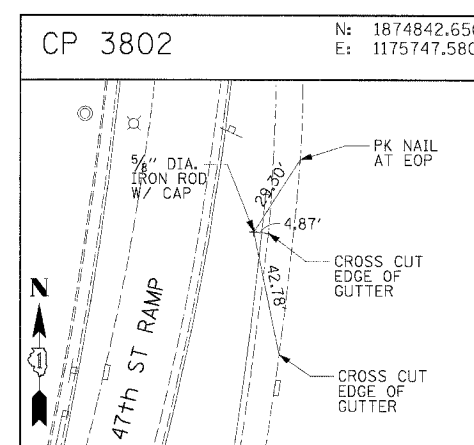 CP 3802
N: 1874842.650
E: 1175747.580
PK NAIL
AT EOP
5/8" DIA.
IRON ROD
W/ CAP
29.30'
4.87'
CROSS CUT
EDGE OF
GUTTER
42.78'
N
47th ST RAMP
CROSS CUT
EDGE OF
GUTTER